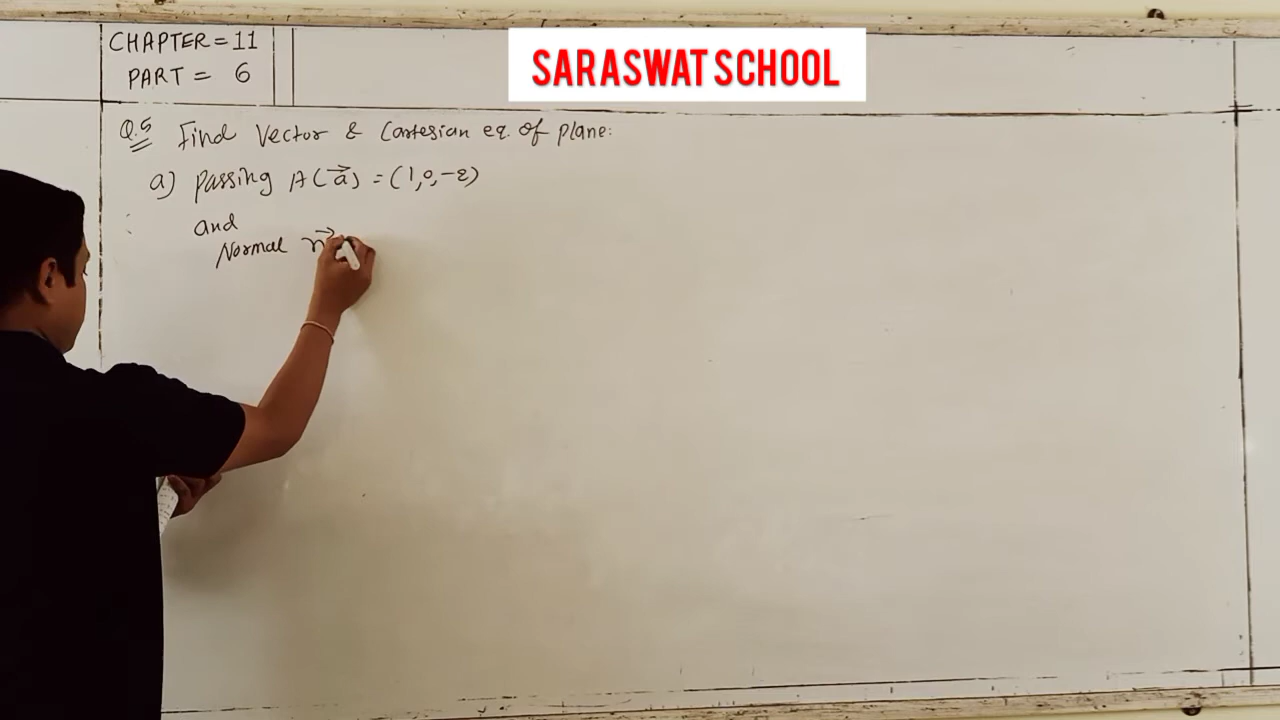 CHAPTER = 11
PART = 6
SARASWAT SCHOOL
Q.5 Find Vector & Cartesian eq. of plane:
a) Passing A(a⃗) = (1,0,-2)
and
Normal n⃗